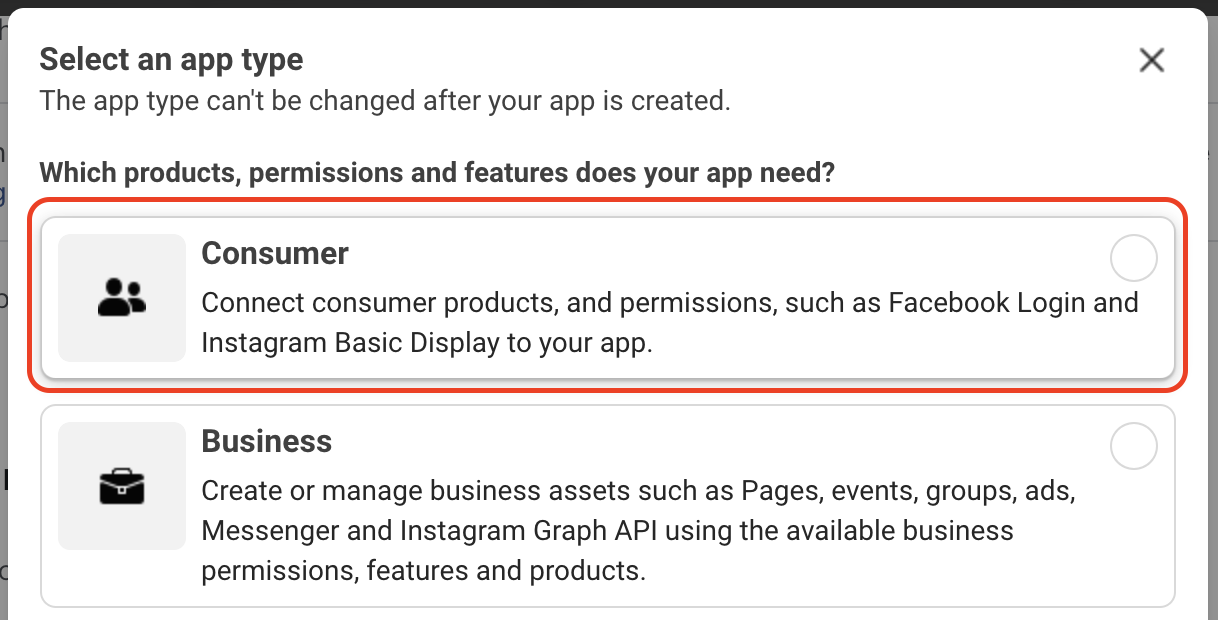 Select an app type
The app type can't be changed after your app is created.
Which products, permissions and features does your app need?
Consumer
Connect consumer products, and permissions, such as Facebook Login and
Instagram Basic Display to your app.
Business
Create or manage business assets such as Pages, events, groups, ads,
Messenger and Instagram Graph API using the available business
permissions, features and products.